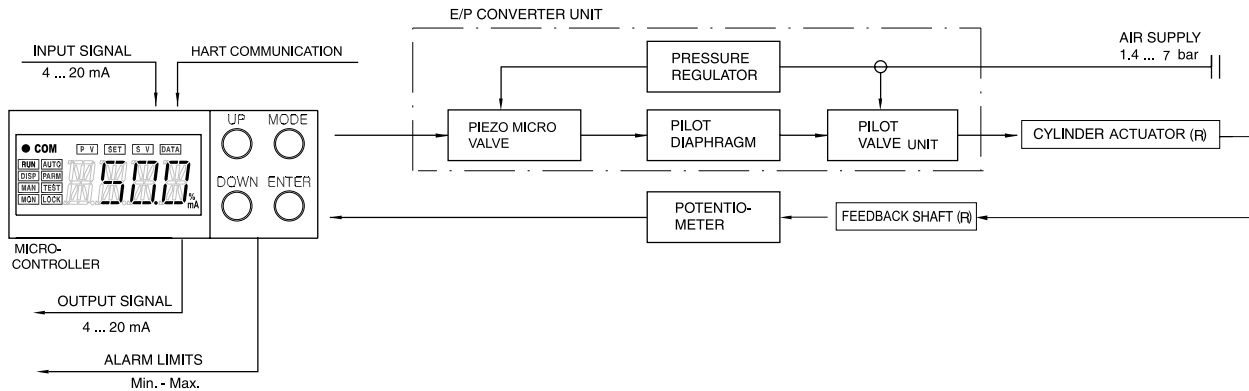 E/P CONVERTER UNIT
INPUT SIGNAL
4 ... 20 mA
HART COMMUNICATION
PRESSURE
REGULATOR
AIR SUPPLY
1.4 ... 7 bar
UP MODE
COM
P V SET S V DATA
RUN AUTO
DISP PARM
MAN TEST
MON LOCK
50.0
%
mA
DOWN ENTER
PIEZO MICRO
VALVE
PILOT
DIAPHRAGM
PILOT
VALVE UNIT
CYLINDER ACTUATOR (R)
POTENTIO-
METER
FEEDBACK SHAFT (R)
MICRO-
CONTROLLER
OUTPUT SIGNAL
4 ... 20 mA
ALARM LIMITS
Min. - Max.